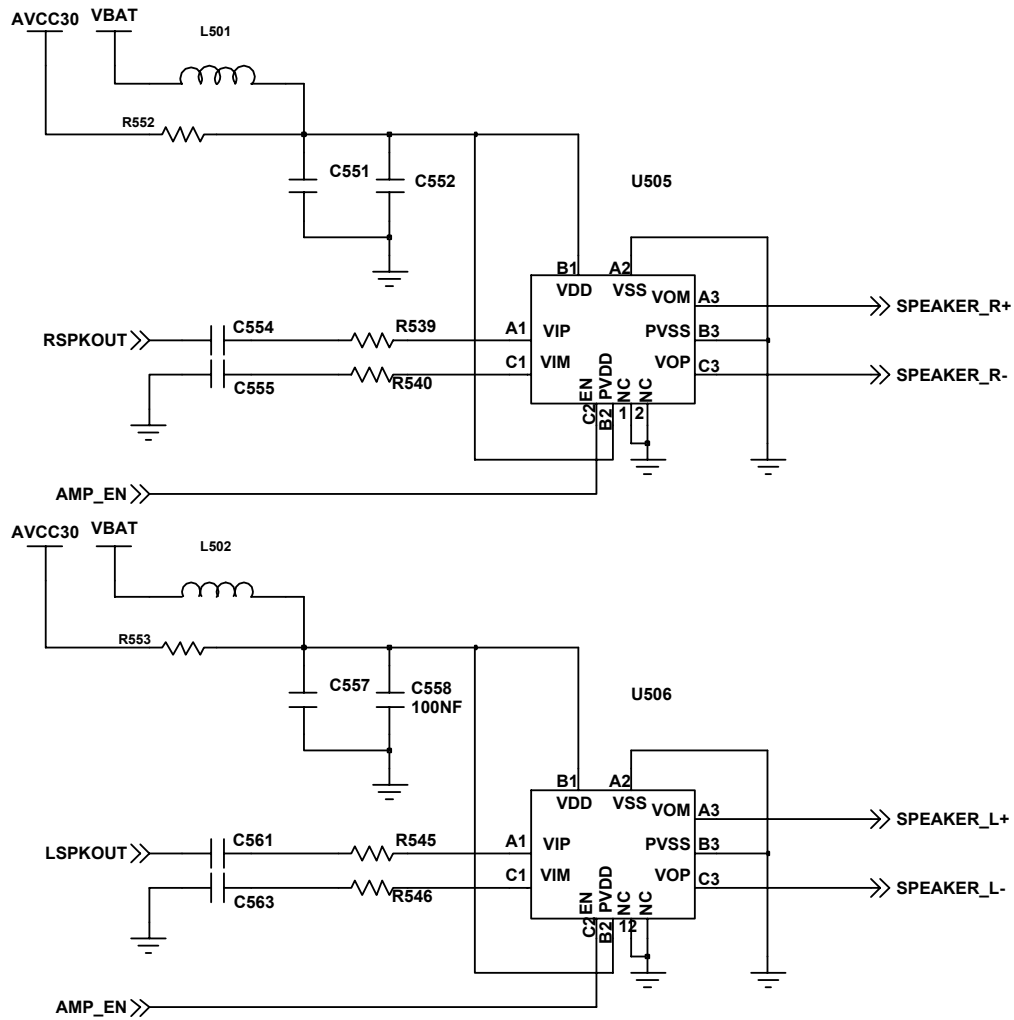 AVCC30 VBAT
L501
R552
C551
C552
U505
B1 A2
VDD VSS VOM A3 SPEAKER_R+
RSPKOUT C554 R539 A1 VIP PVSS B3
C555 R540 C1 VIM VOP C3 SPEAKER_R-
C2 EN B2 PVDD NC NC
1 2
AMP_EN
AVCC30 VBAT
L502
R553
C557 C558
100NF
U506
B1 A2
VDD VSS VOM A3 SPEAKER_L+
LSPKOUT C561 R545 A1 VIP PVSS B3
C563 R546 C1 VIM VOP C3 SPEAKER_L-
C2 EN B2 PVDD NC NC
12
AMP_EN